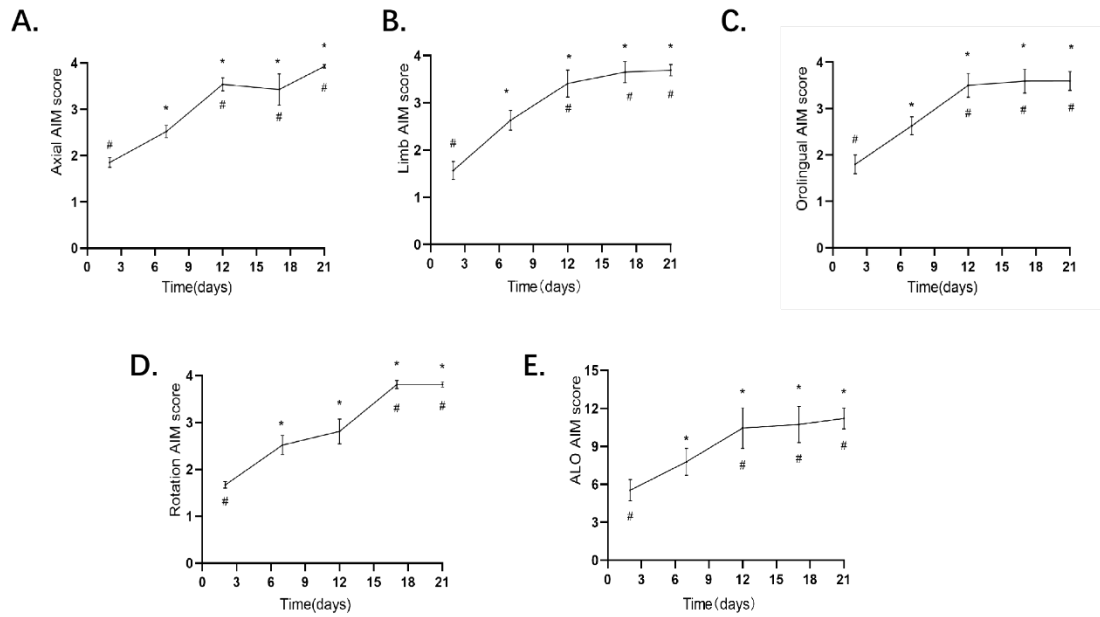 A.
Axial AIM score
4
3
2
1
0
# * * * *
# # #
0 3 6 9 12 15 18 21
Time(days)
B.
Limb AIM score
4
3
2
1
0
# * * * *
# # #
0 3 6 9 12 15 18 21
Time(days)
C.
Orolingual AIM score
4
3
2
1
0
# * * * *
# # #
0 3 6 9 12 15 18 21
Time(days)
D.
Rotation AIM score
4
3
2
1
0
* * * *
# # #
0 3 6 9 12 15 18 21
Time(days)
E.
ALO AIM score
15
12
9
6
3
0
* * * *
# # # #
0 3 6 9 12 15 18 21
Time(days)